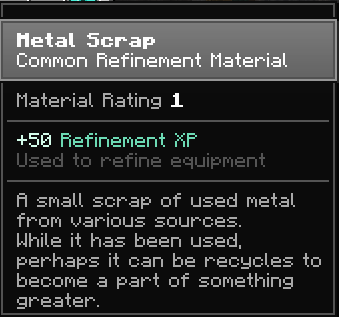 Metal Scrap
Common Refinement Material
Material Rating 1
+50 Refinement XP
Used to refine equipment
A small scrap of used metal
from various sources.
While it has been used,
perhaps it can be recycles to
become a part of something
greater.